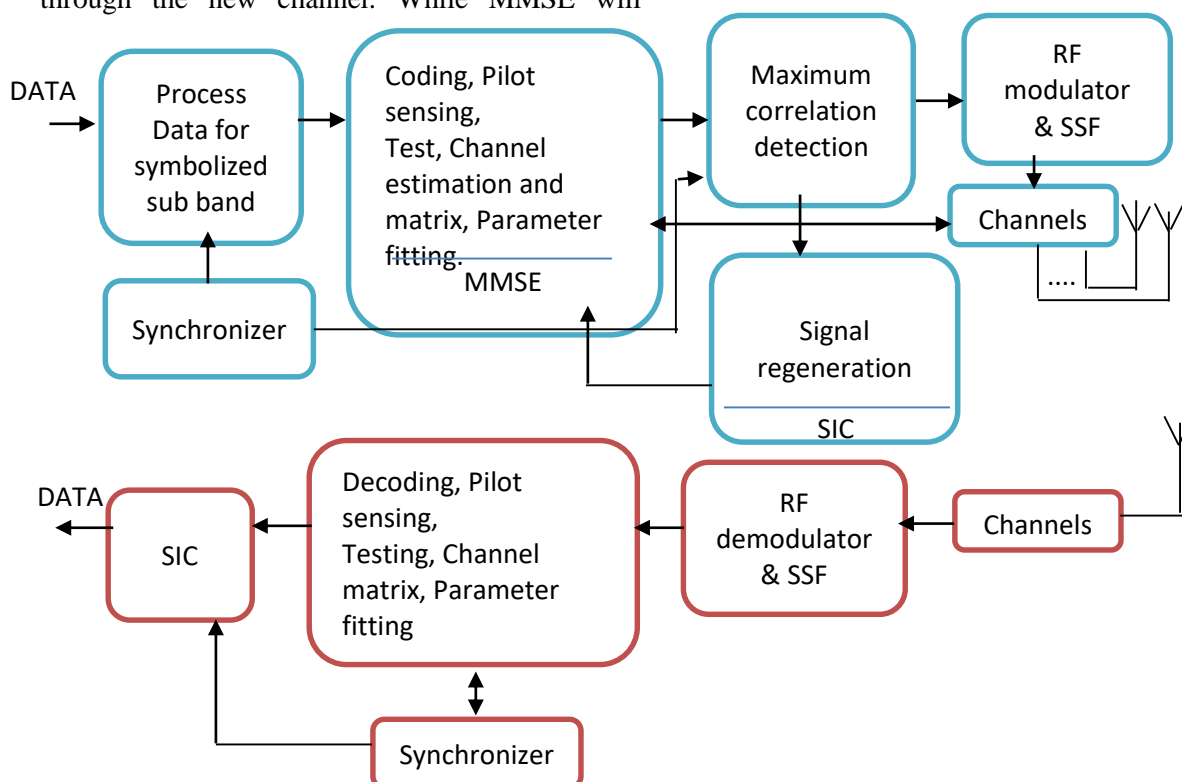 through the new channel. While MMSE will
DATA
Process
Data for
symbolized
sub band
Coding, Pilot
sensing,
Test, Channel
estimation and
matrix, Parameter
fitting.
MMSE
Maximum
correlation
detection
RF
modulator
& SSF
Channels
....
Synchronizer
Signal
regeneration
SIC
DATA
SIC
Decoding, Pilot
sensing,
Testing, Channel
matrix, Parameter
fitting
RF
demodulator
& SSF
Channels
Synchronizer